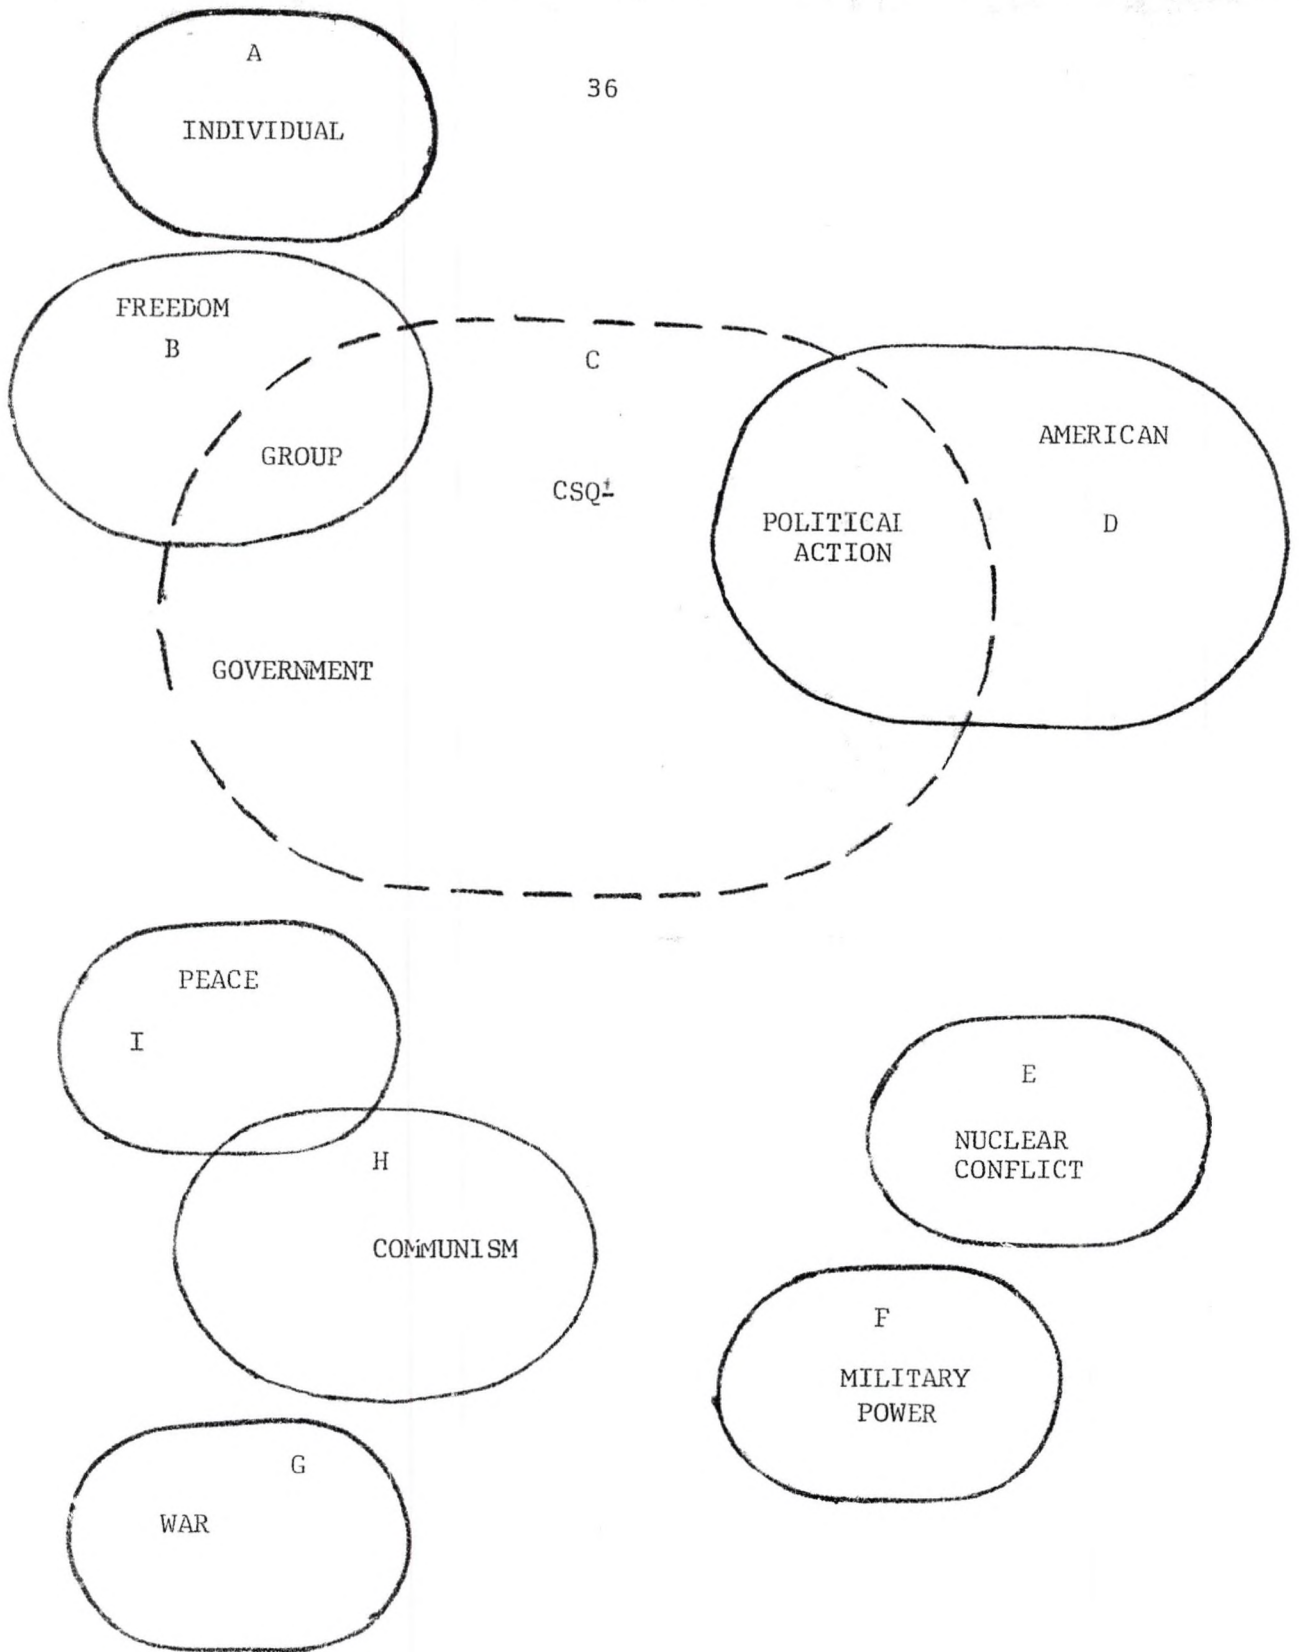 A
36
INDIVIDUAL
FREEDOM
B
C
GROUP
CSQ±
AMERICAN
POLITICAL
ACTION
D
GOVERNMENT
PEACE
I
E
H
NUCLEAR
CONFLICT
COMMUNISM
F
MILITARY
POWER
G
WAR